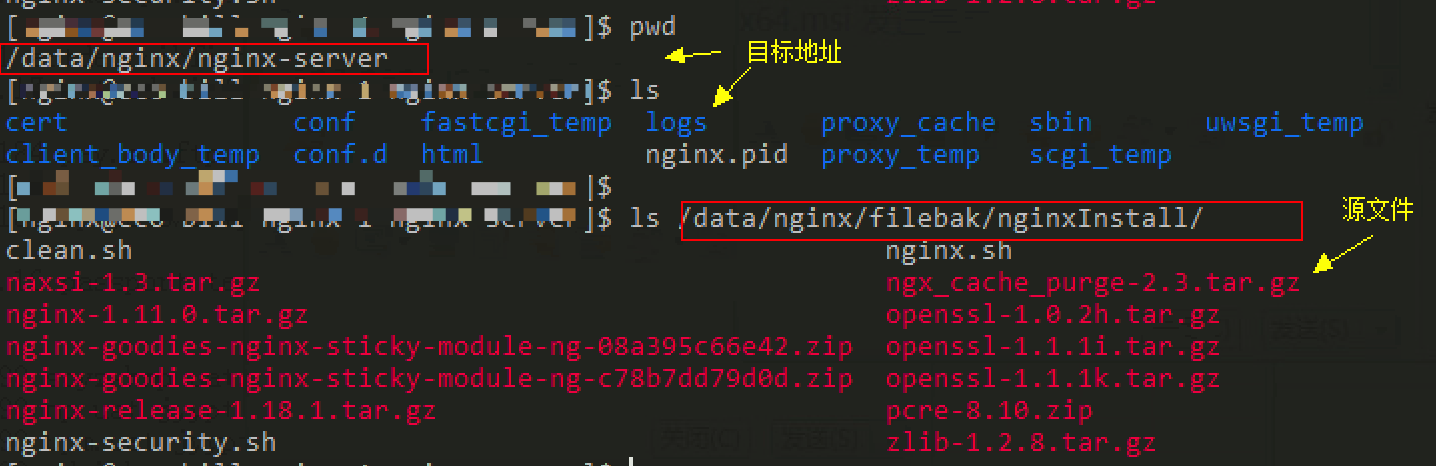 nginx-security.sh zlib-1.2.8.tar.gz
]$ pwd
/data/nginx/nginx-server
目标地址
]$ ls
cert conf fastcgi_temp logs proxy_cache sbin uwsgi_temp
client_body_temp conf.d html nginx.pid proxy_temp scgi_temp
]$
]$ ls /data/nginx/filebak/nginxInstall/
源文件
clean.sh nginx.sh
naxsi-1.3.tar.gz ngx_cache_purge-2.3.tar.gz
nginx-1.11.0.tar.gz openssl-1.0.2h.tar.gz
nginx-goodies-nginx-sticky-module-ng-08a395c66e42.zip openssl-1.1.1i.tar.gz
nginx-goodies-nginx-sticky-module-ng-c78b7dd79d0d.zip openssl-1.1.1k.tar.gz
nginx-release-1.18.1.tar.gz pcre-8.10.zip
nginx-security.sh zlib-1.2.8.tar.gz
]$